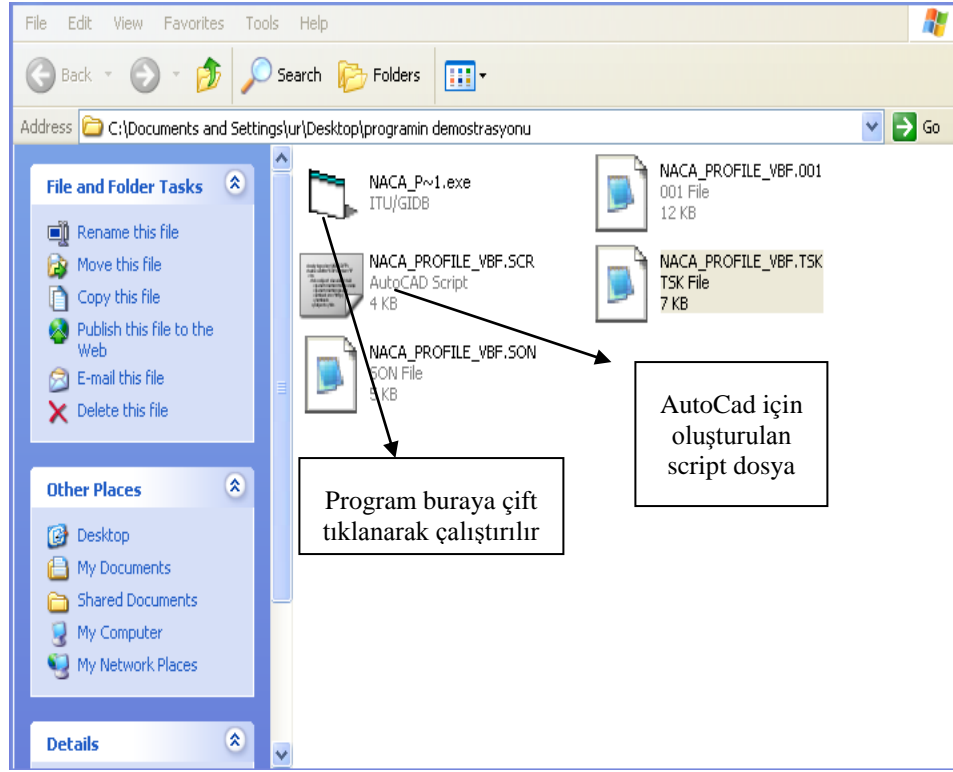 File Edit View Favorites Tools Help
Back Search Folders
Address C:\Documents and Settings\ur\Desktop\programin demostrasyonu Go
File and Folder Tasks
Rename this file
Move this file
Copy this file
Publish this file to the
Web
E-mail this file
Delete this file
Other Places
Desktop
My Documents
Shared Documents
My Computer
My Network Places
Details
NACA_P~1.exe
ITU/GIDB
NACA_PROFILE_VBF.001
001 File
12 KB
NACA_PROFILE_VBF.SCR
AutoCAD Script
4 KB
NACA_PROFILE_VBF.TSK
TSK File
7 KB
NACA_PROFILE_VBF.SON
SON File
5 KB
AutoCad için
oluşturulan
script dosya
Program buraya çift
tıklanarak çalıştırılır